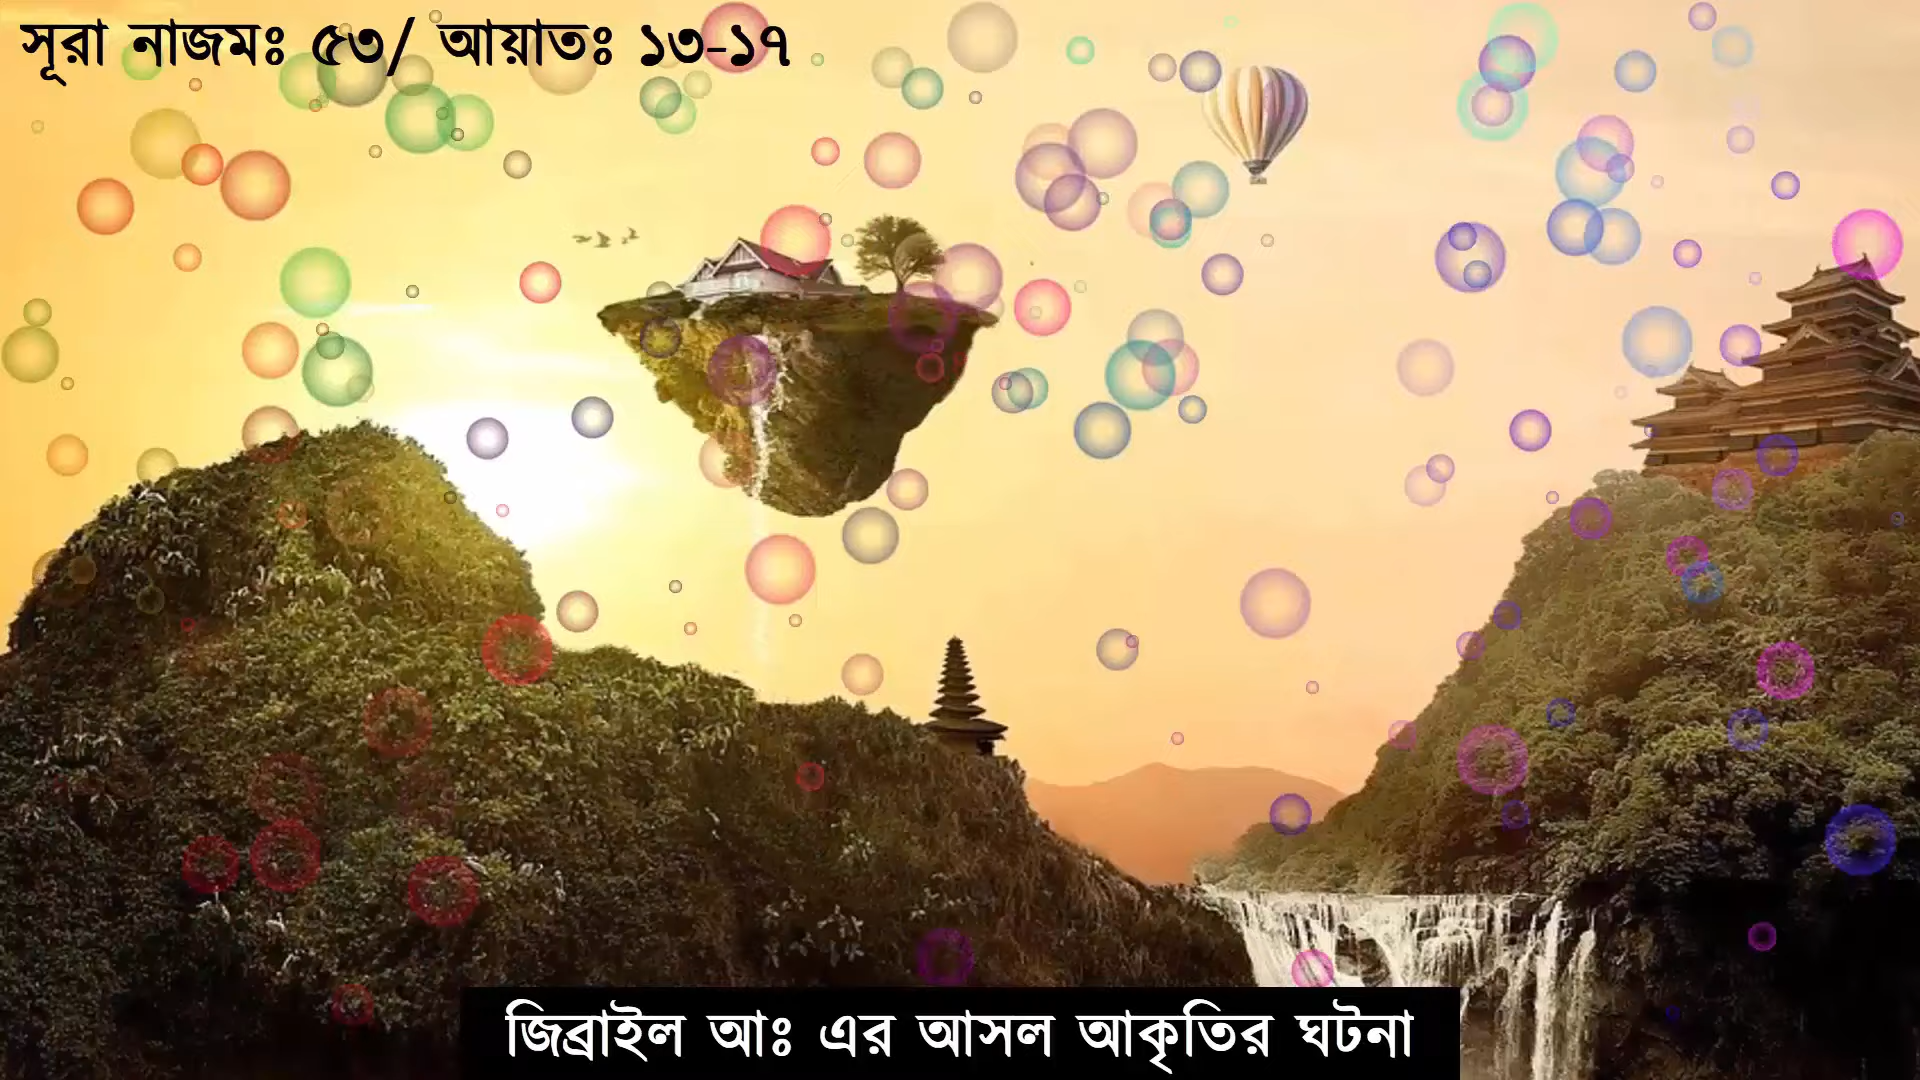 সূরা নাজমঃ ৫৩/ আয়াতঃ ১৩-১৭
জিব্রাইল আঃ এর আসল আকৃতির ঘটনা